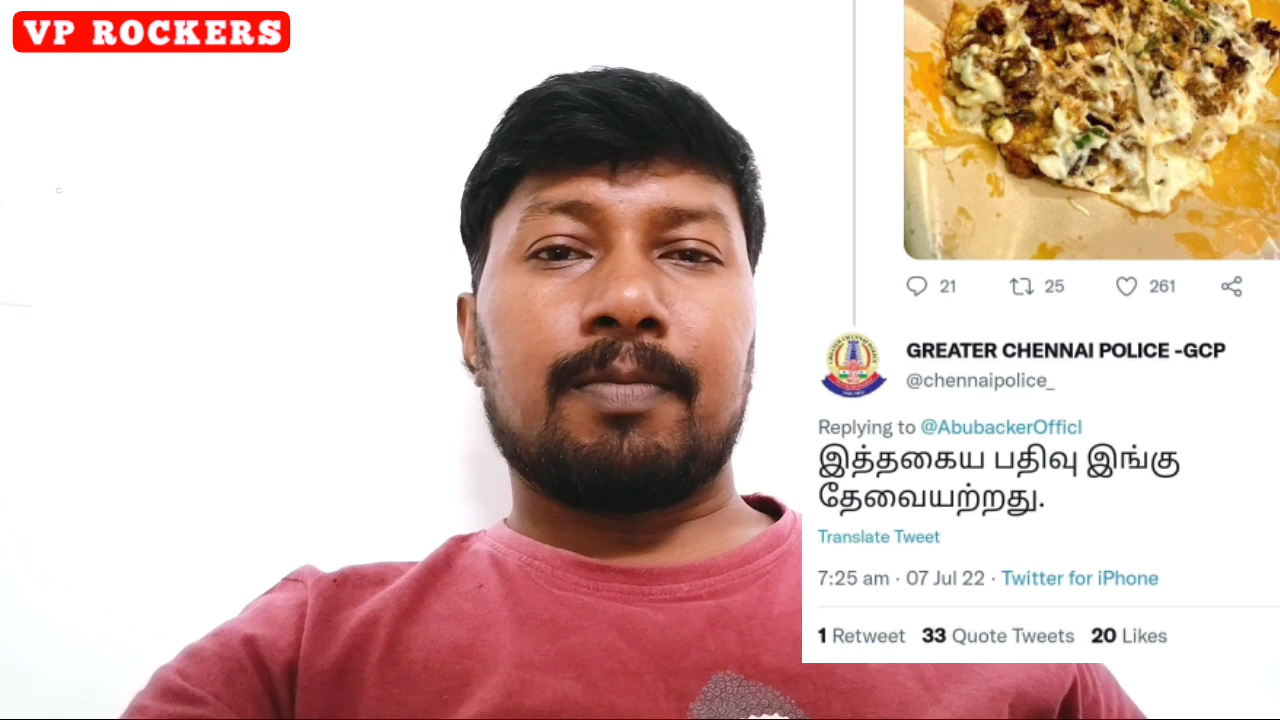 VP ROCKERS
21 25 261
GREATER CHENNAI POLICE -GCP
@chennaipolice_
Replying to @AbubackerOfficl
இத்தகைய பதிவு இங்கு
தேவையற்றது.
Translate Tweet
7:25 am · 07 Jul 22 · Twitter for iPhone
1 Retweet 33 Quote Tweets 20 Likes